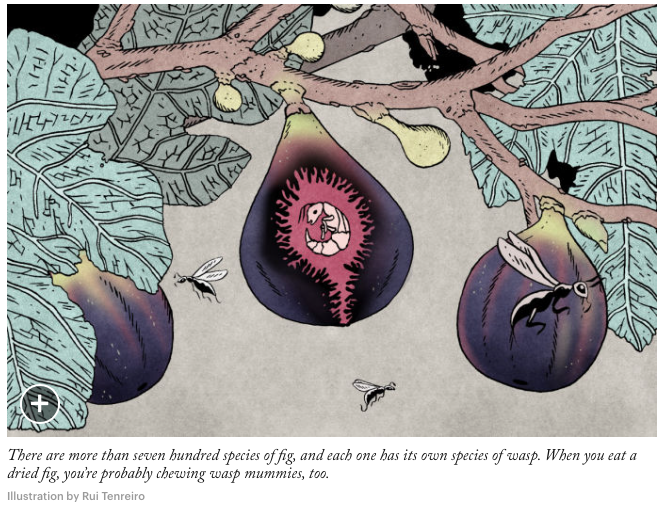 There are more than seven hundred species of fig, and each one has its own species of wasp. When you eat a
dried fig, you're probably chewing wasp mummies, too.
Illustration by Rui Tenreiro